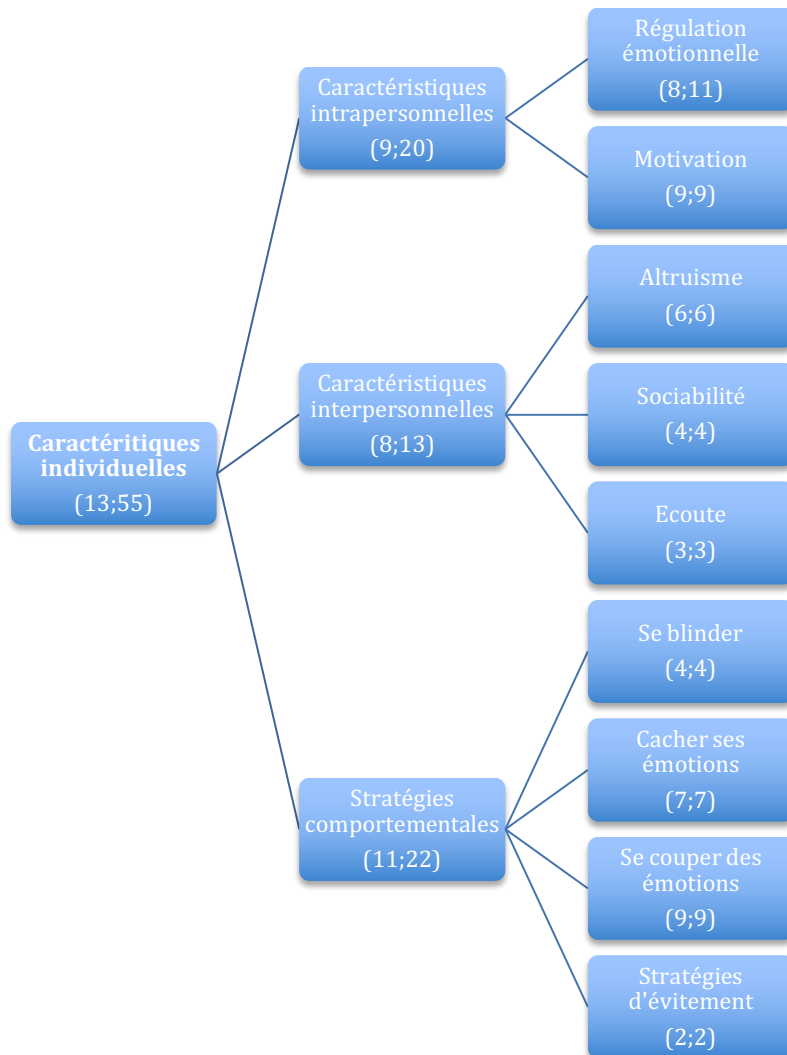 Caractéritiques
individuelles
(13;55)
Caractéristiques
intrapersonnelles
(9;20)
Régulation
émotionnelle
(8;11)
Motivation
(9;9)
Caractéristiques
interpersonnelles
(8;13)
Altruisme
(6;6)
Sociabilité
(4;4)
Ecoute
(3;3)
Stratégies
comportementales
(11;22)
Se blinder
(4;4)
Cacher ses
émotions
(7;7)
Se couper des
émotions
(9;9)
Stratégies
d'évitement
(2;2)